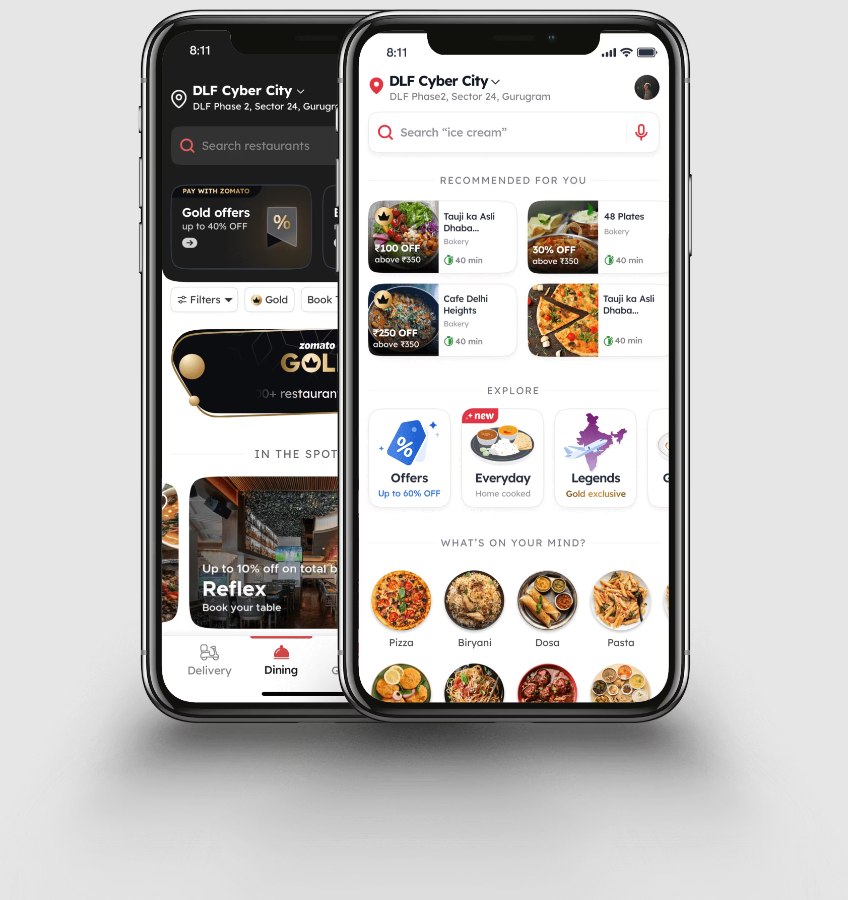 8:11
DLF Cyber City
DLF Phase 2, Sector 24, Gurugr
Search restaurants
PAY WITH ZOMATO
Gold offers
up to 40% OFF
%
Filters
Gold
Book
zomato
GOL
0+ restauran
IN THE SPOT
Up to 10% off on total b
Reflex
Book your table
Delivery
Dining
8:11
DLF Cyber City
DLF Phase2, Sector 24, Gurugram
Search “ice cream”
RECOMMENDED FOR YOU
₹100 OFF
above ₹350
Tauji ka Asli
Dhaba...
Bakery
40 min
30% OFF
above ₹350
48 Plates
Bakery
40 min
₹250 OFF
above ₹350
Cafe Delhi
Heights
Bakery
40 min
Tauji ka Asli
Dhaba...
40 min
EXPLORE
%
Offers
Up to 60% OFF
new
Everyday
Home cooked
Legends
Gold exclusive
G
WHAT’S ON YOUR MIND?
Pizza
Biryani
Dosa
Pasta